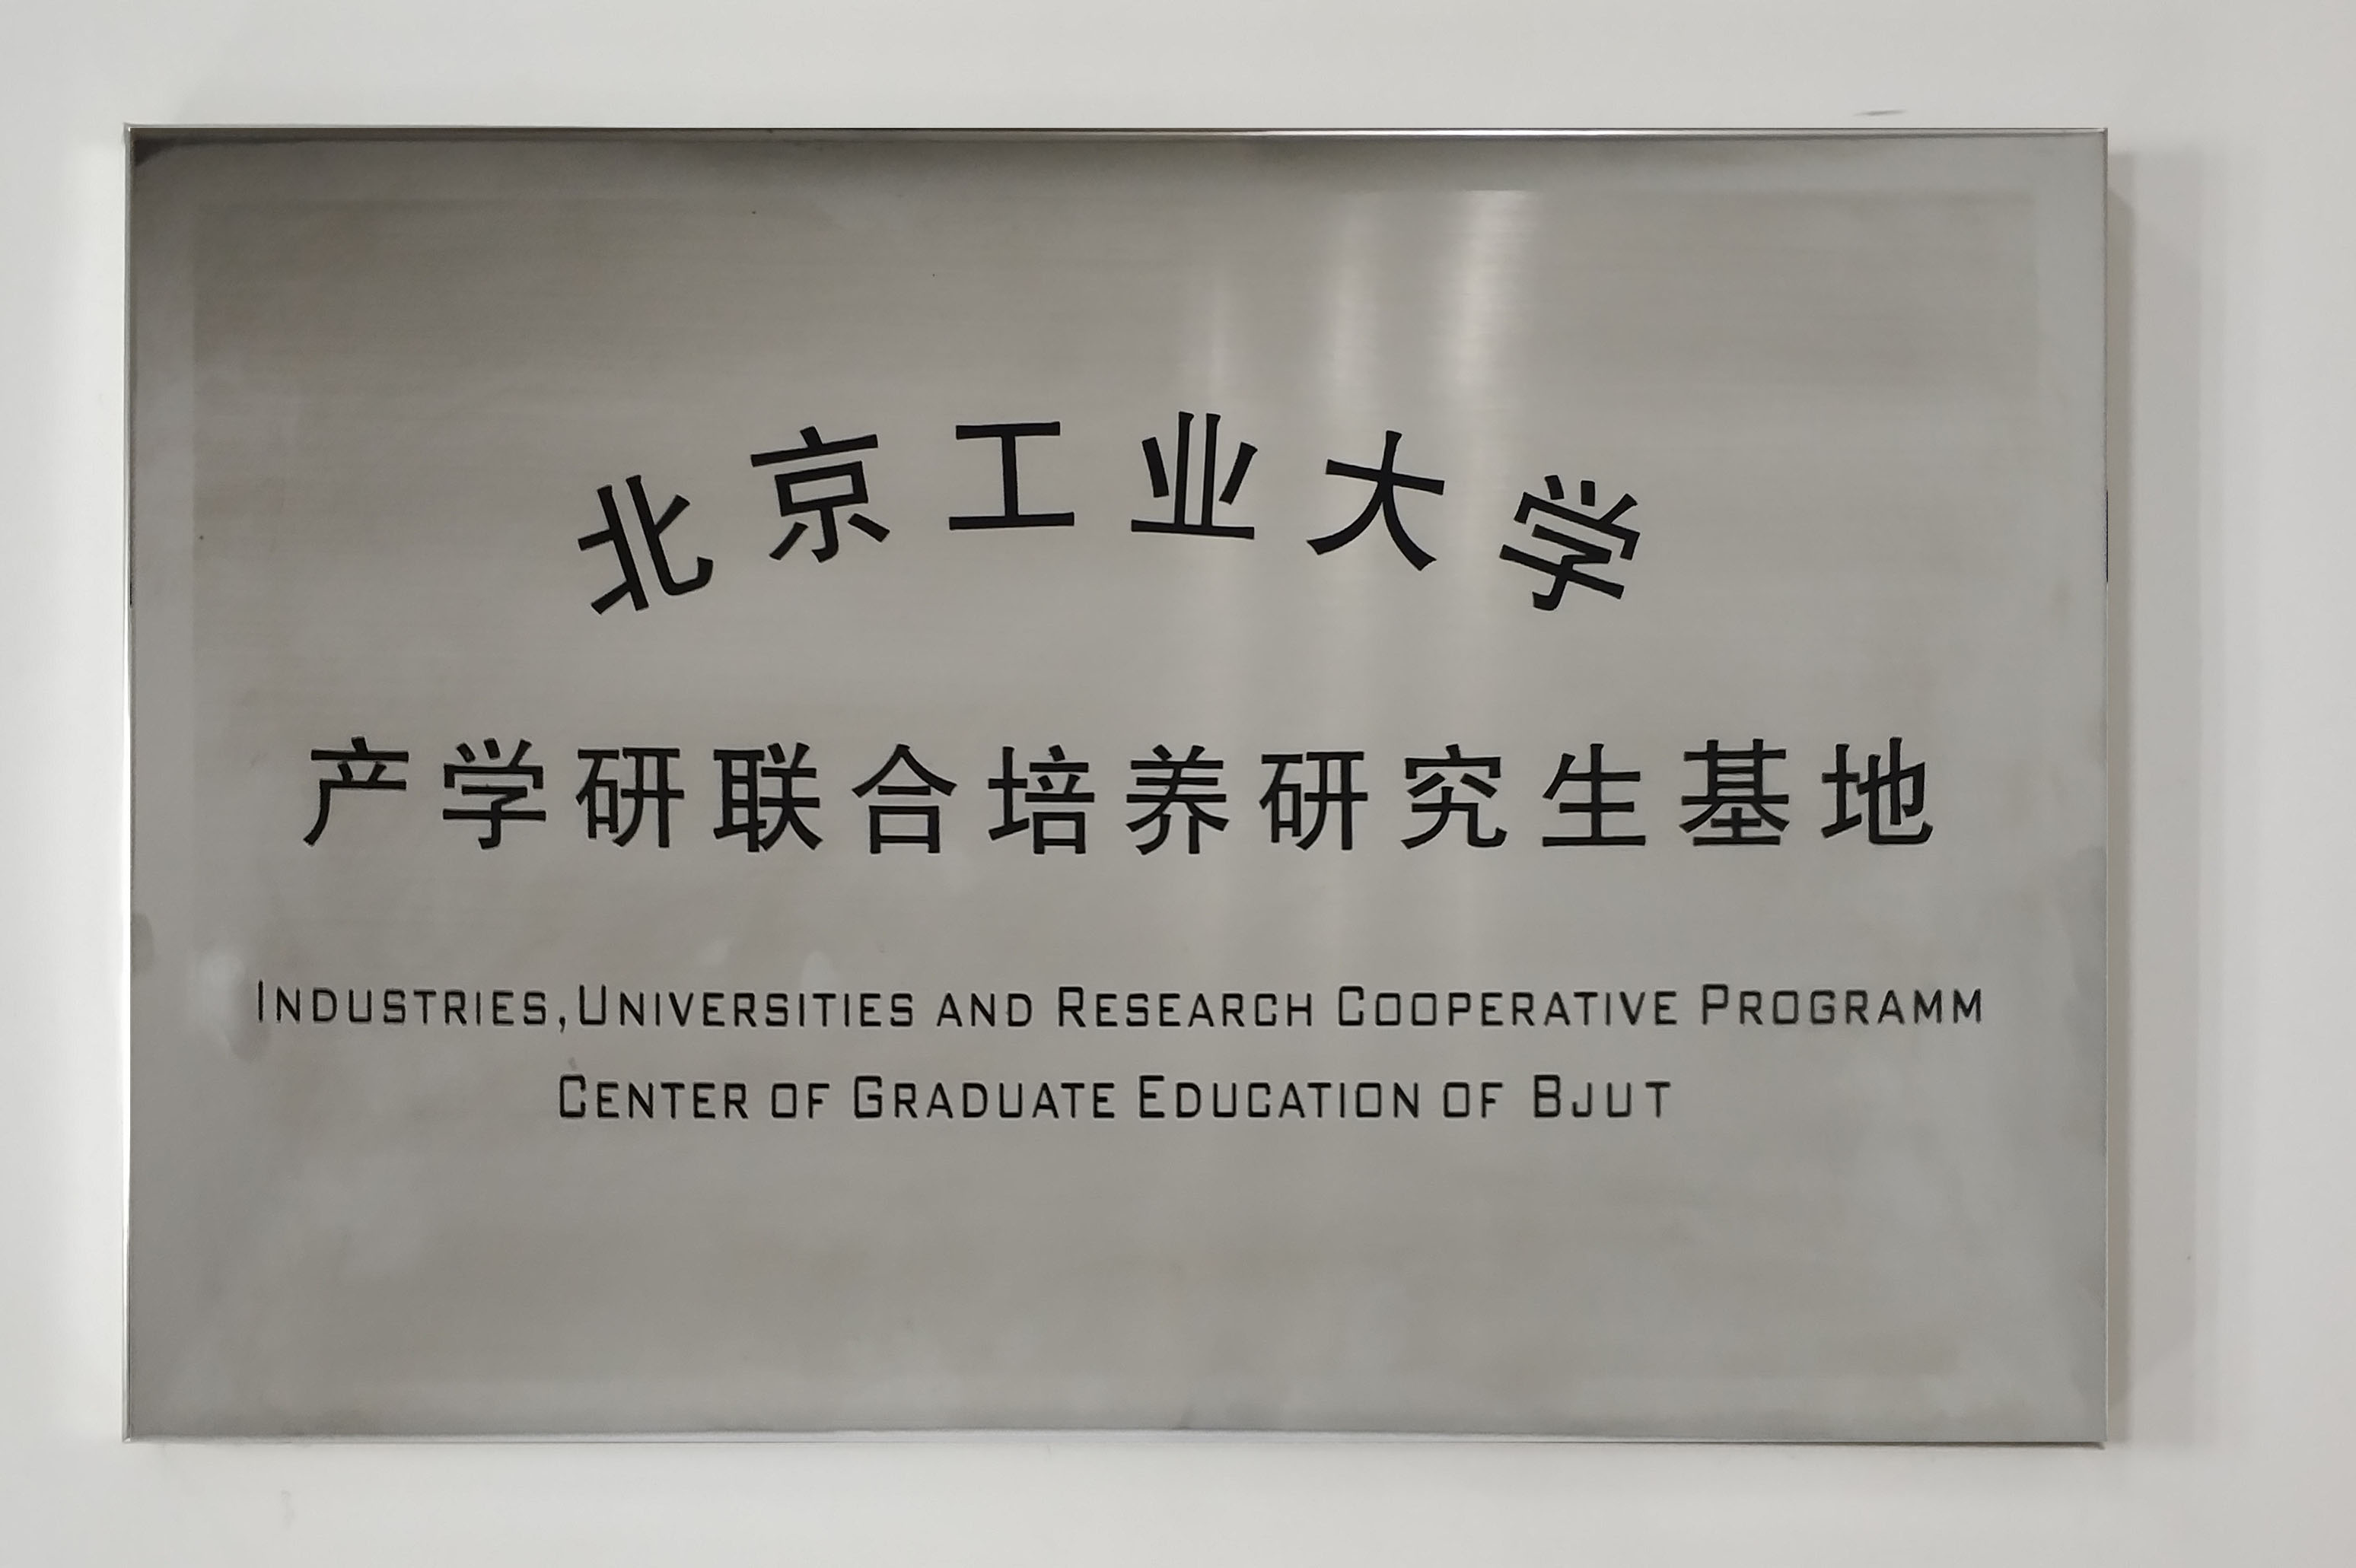 北京工业大学
产学研联合培养研究生基地
INDUSTRIES,UNIVERSITIES AND RESEARCH COOPERATIVE PROGRAMM
CENTER OF GRADUATE EDUCATION OF BJUT